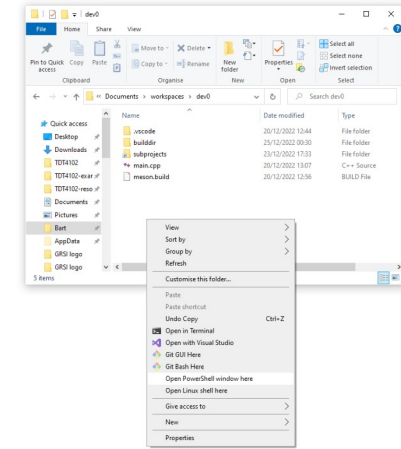 dev0
File
Home
Share
View
Pin to Quick access
Copy
Paste
Clipboard
Move to
Copy to
Delete
Rename
Organise
New folder
New
Properties
Open
Select all
Select none
Invert selection
Select
Documents > workspaces > dev0
Search dev0
Name
Date modified
Type
Quick access
Desktop
Downloads
TDT4102
TDT4102-exar
TDT4102-reso
Documents
Pictures
Bart
AppData
GRSI logo
GRSI logo
.vscode
20/12/2022 12:44
File folder
builddir
25/12/2022 00:30
File folder
subprojects
23/12/2022 17:33
File folder
main.cpp
20/12/2022 13:07
C++ Source
meson.build
20/12/2022 12:56
BUILD File
5 items
View
Sort by
Group by
Refresh
Customise this folder...
Paste
Paste shortcut
Undo Copy Ctrl+Z
Open in Terminal
Open with Visual Studio
Git GUI Here
Git Bash Here
Open PowerShell window here
Open Linux shell here
Give access to
New
Properties